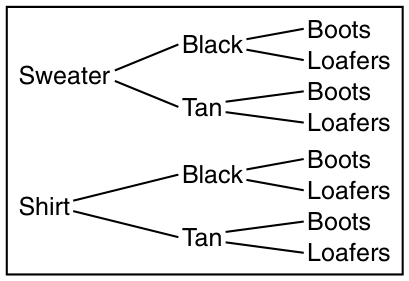 Boots
Black
Loafers
Sweater
Boots
Tan
Loafers
Boots
Black
Loafers
Shirt
Boots
Tan
Loafers